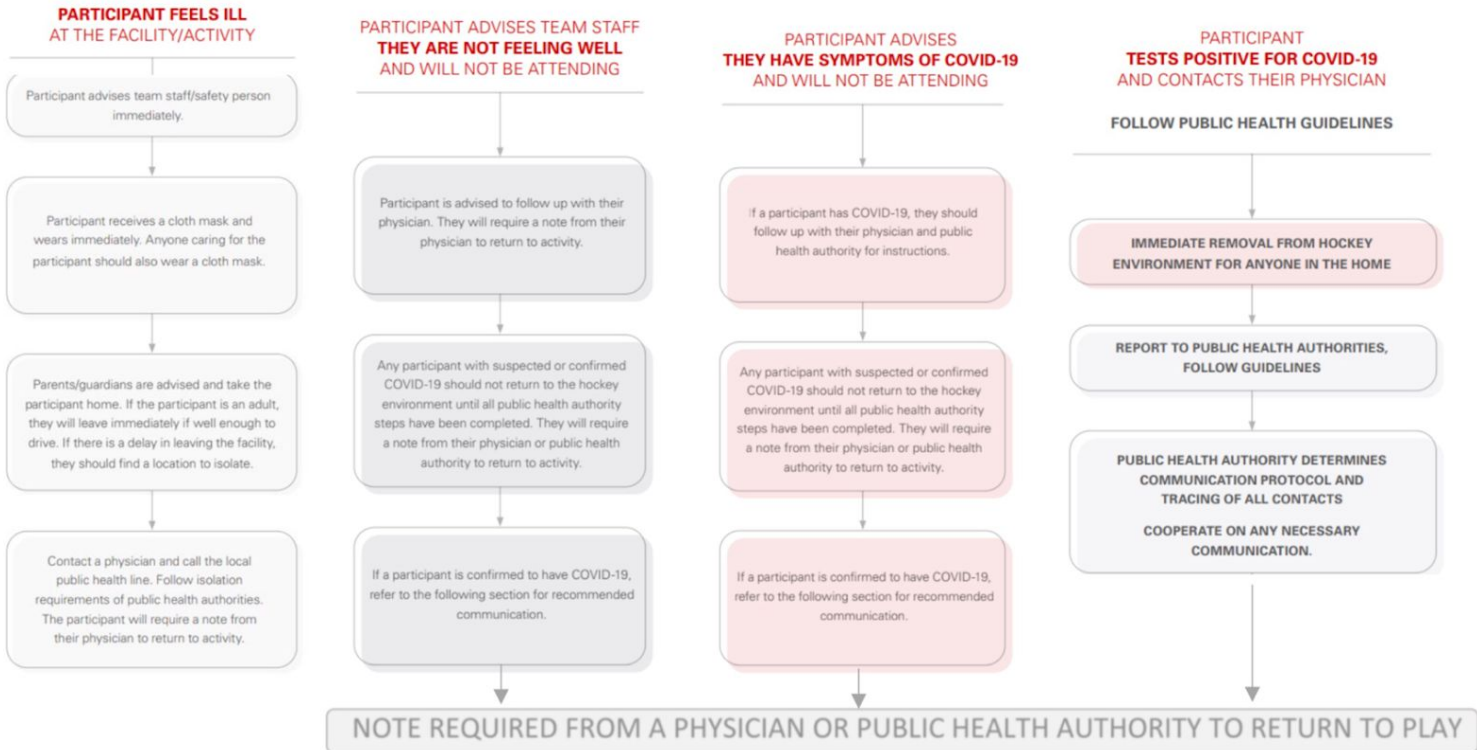 PARTICIPANT FEELS ILL
AT THE FACILITY/ACTIVITY
Participant advises team staff/safety person
immediately.
Participant receives a cloth mask and
wears immediately. Anyone caring for the
participant should also wear a cloth mask.
Parents/guardians are advised and take the
participant home. If the participant is an adult,
they will leave immediately if well enough to
drive. If there is a delay in leaving the facility,
they should find a location to isolate.
Contact a physician and call the local
public health line. Follow isolation
requirements of public health authorities.
The participant will require a note from
their physician to return to activity.
PARTICIPANT ADVISES TEAM STAFF
THEY ARE NOT FEELING WELL
AND WILL NOT BE ATTENDING
Participant is advised to follow up with their
physician. They will require a note from their
physician to return to activity.
Any participant with suspected or confirmed
COVID-19 should not return to the hockey
environment until all public health authority
steps have been completed. They will require
a note from their physician or public health
authority to return to activity.
If a participant is confirmed to have COVID-19,
refer to the following section for recommended
communication.
PARTICIPANT ADVISES
THEY HAVE SYMPTOMS OF COVID-19
AND WILL NOT BE ATTENDING
If a participant has COVID-19, they should
follow up with their physician and public
health authority for instructions.
Any participant with suspected or confirmed
COVID-19 should not return to the hockey
environment until all public health authority
steps have been completed. They will require
a note from their physician or public health
authority to return to activity.
If a participant is confirmed to have COVID-19,
refer to the following section for recommended
communication.
PARTICIPANT
TESTS POSITIVE FOR COVID-19
AND CONTACTS THEIR PHYSICIAN
FOLLOW PUBLIC HEALTH GUIDELINES
IMMEDIATE REMOVAL FROM HOCKEY
ENVIRONMENT FOR ANYONE IN THE HOME
REPORT TO PUBLIC HEALTH AUTHORITIES,
FOLLOW GUIDELINES
PUBLIC HEALTH AUTHORITY DETERMINES
COMMUNICATION PROTOCOL AND
TRACING OF ALL CONTACTS
COOPERATE ON ANY NECESSARY
COMMUNICATION.
NOTE REQUIRED FROM A PHYSICIAN OR PUBLIC HEALTH AUTHORITY TO RETURN TO PLAY